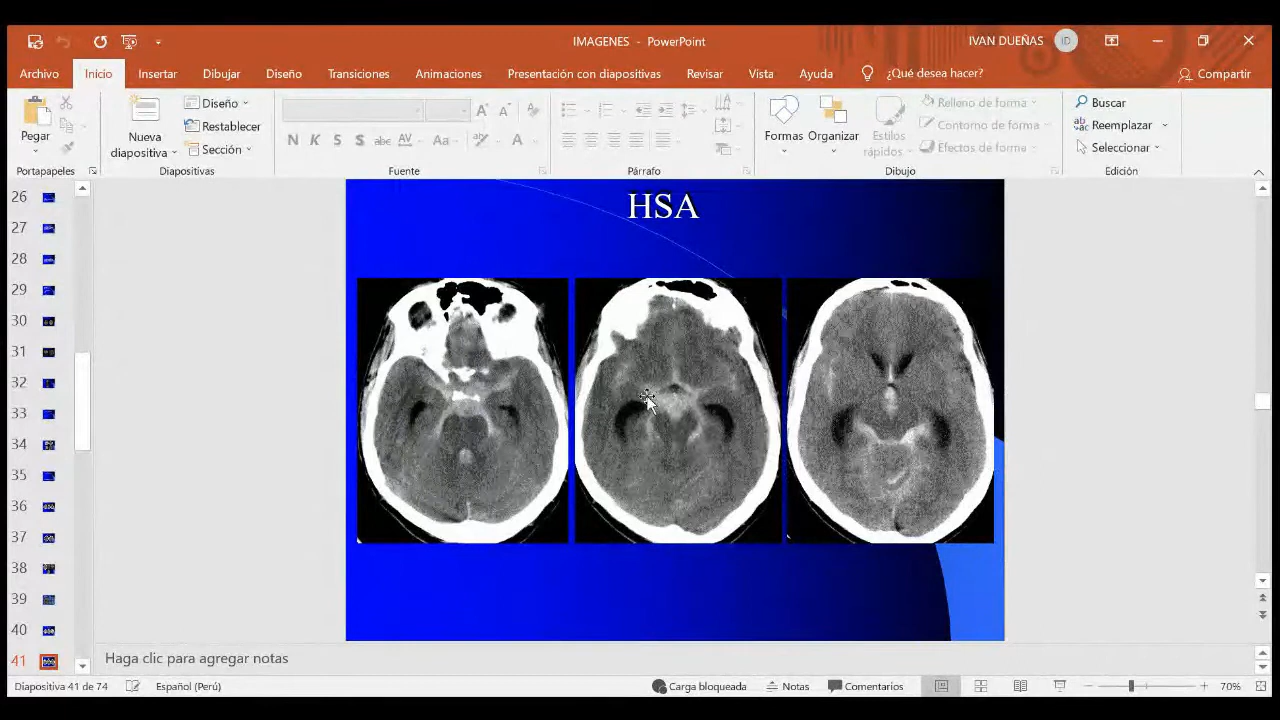 IMAGENES - PowerPoint
IVAN DUEÑAS
ID
Archivo Inicio Insertar Dibujar Diseño Transiciones Animaciones Presentación con diapositivas Revisar Vista Ayuda ¿Qué desea hacer? Compartir
Pegar
Nueva diapositiva
Diseño
Restablecer
Sección
N K S S abc AV Aa A
Formas
Organizar
Estilos rápidos
Relleno de forma
Contorno de forma
Efectos de forma
Buscar
Reemplazar
Seleccionar
Portapapeles Diapositivas Fuente Párrafo Dibujo Edición
HSA
26
27
28
29
30
31
32
33
34
35
36
37
38
39
40
41
Haga clic para agregar notas
Diapositiva 41 de 74 Español (Perú) Carga bloqueada Notas Comentarios 70%